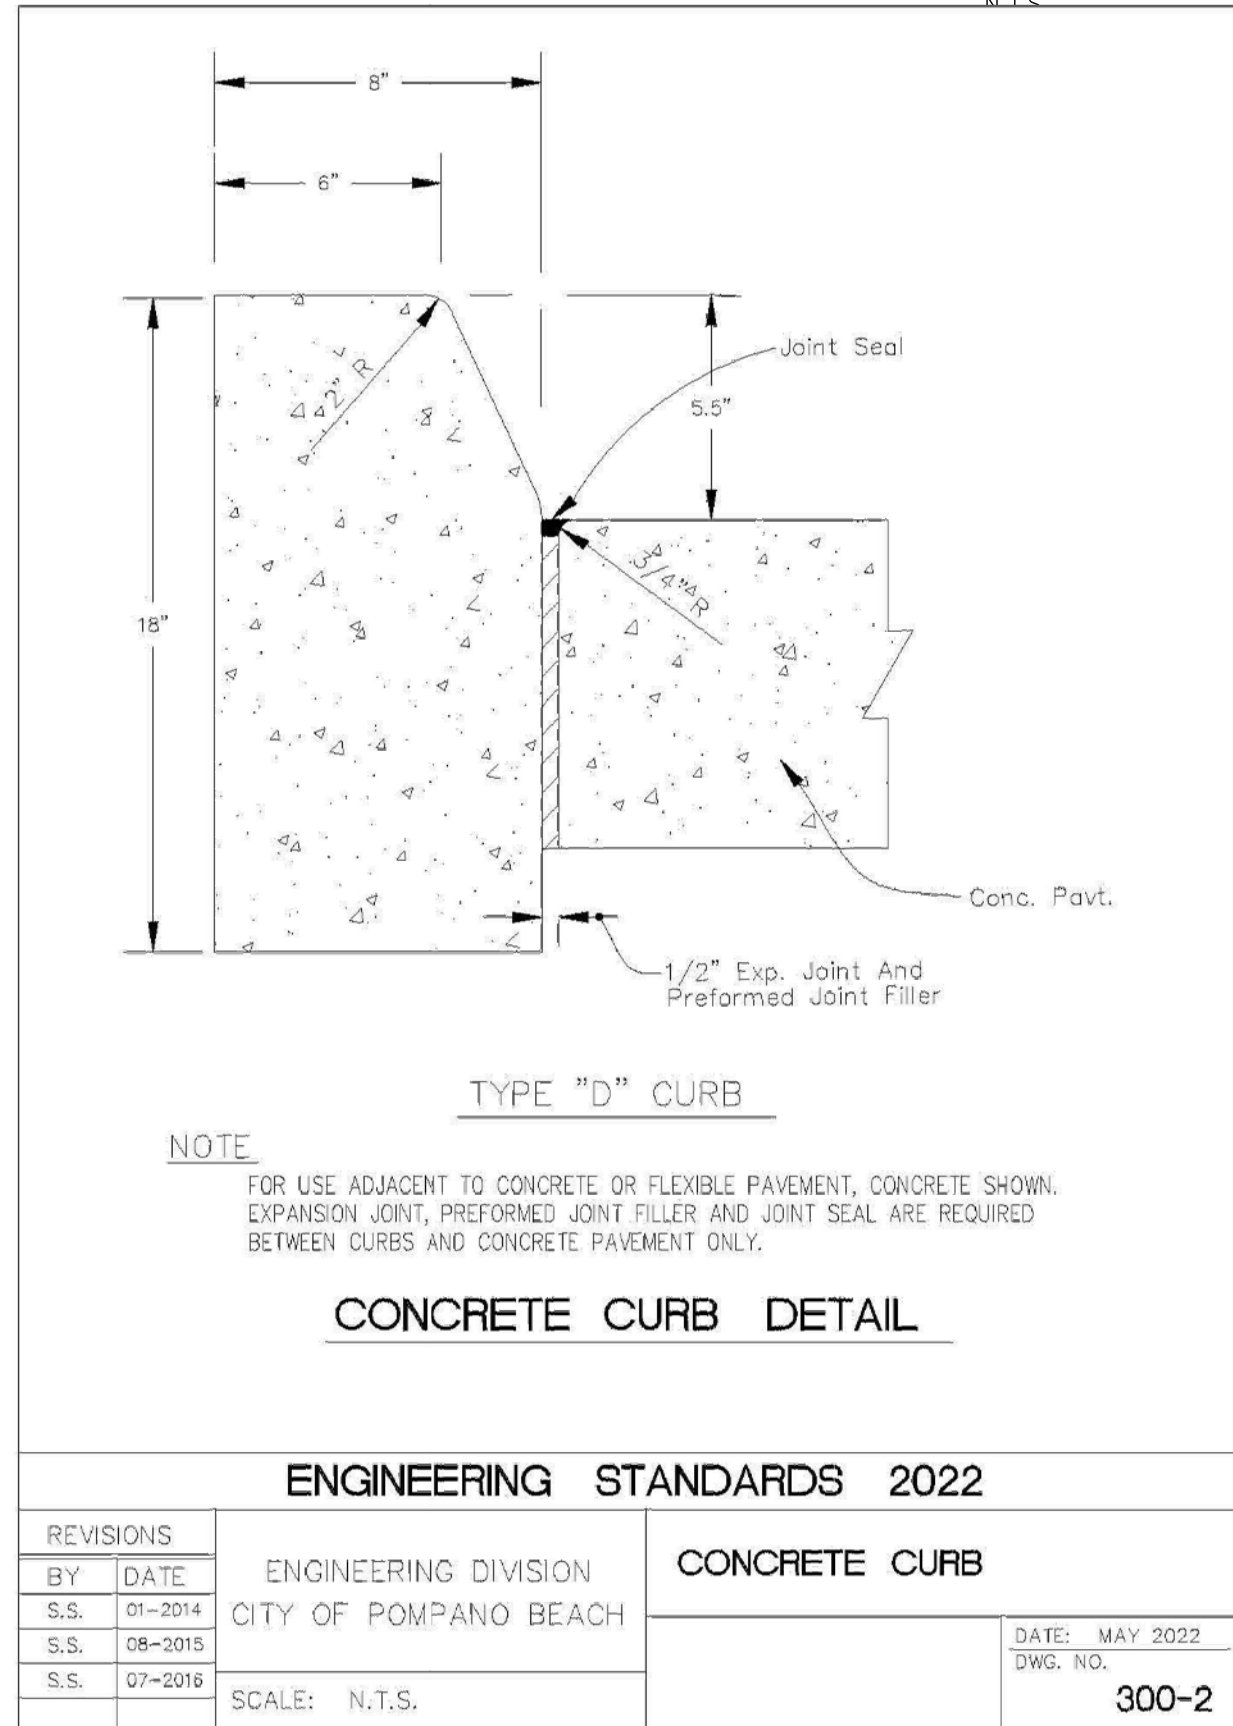 8"
6"
Joint Seal
2" R
5.5"
3/4" R
18"
Conc. Pavt.
1/2" Exp. Joint And
Preformed Joint Filler
TYPE "D" CURB
NOTE
FOR USE ADJACENT TO CONCRETE OR FLEXIBLE PAVEMENT, CONCRETE SHOWN.
EXPANSION JOINT, PREFORMED JOINT FILLER AND JOINT SEAL ARE REQUIRED
BETWEEN CURBS AND CONCRETE PAVEMENT ONLY.
CONCRETE CURB DETAIL
ENGINEERING STANDARDS 2022
REVISIONS
BY DATE
S.S. 01-2014
S.S. 08-2015
S.S. 07-2016
ENGINEERING DIVISION
CITY OF POMPANO BEACH
SCALE: N.T.S.
CONCRETE CURB
DATE: MAY 2022
DWG. NO.
300-2